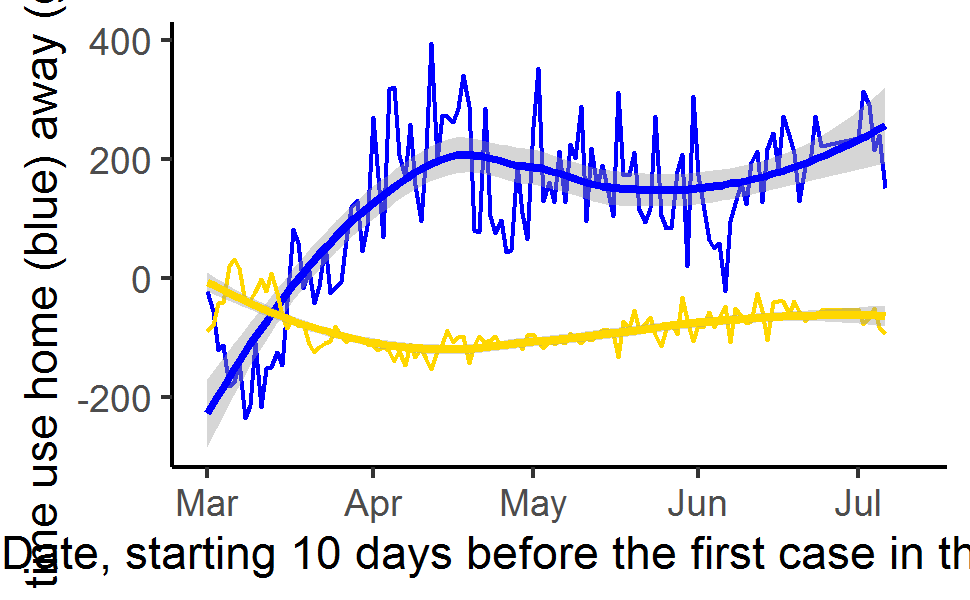 time use home (blue) away (g
400
200
0
-200
Mar Apr May Jun Jul
Date, starting 10 days before the first case in th